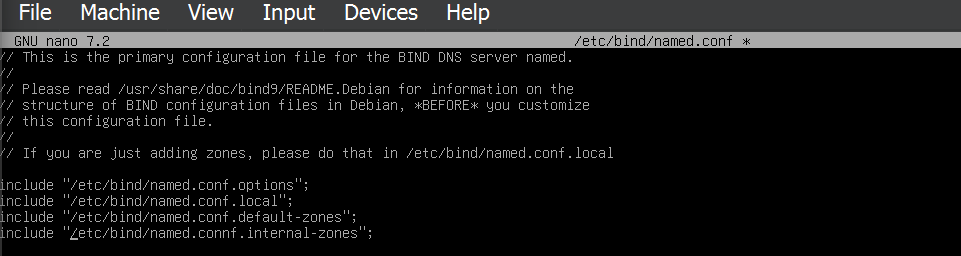 File Machine View Input Devices Help
GNU nano 7.2 /etc/bind/named.conf *
// This is the primary configuration file for the BIND DNS server named.
//
// Please read /usr/share/doc/bind9/README.Debian for information on the
// structure of BIND configuration files in Debian, *BEFORE* you customize
// this configuration file.
//
// If you are just adding zones, please do that in /etc/bind/named.conf.local
include "/etc/bind/named.conf.options";
include "/etc/bind/named.conf.local";
include "/etc/bind/named.conf.default-zones";
include "/etc/bind/named.connf.internal-zones";